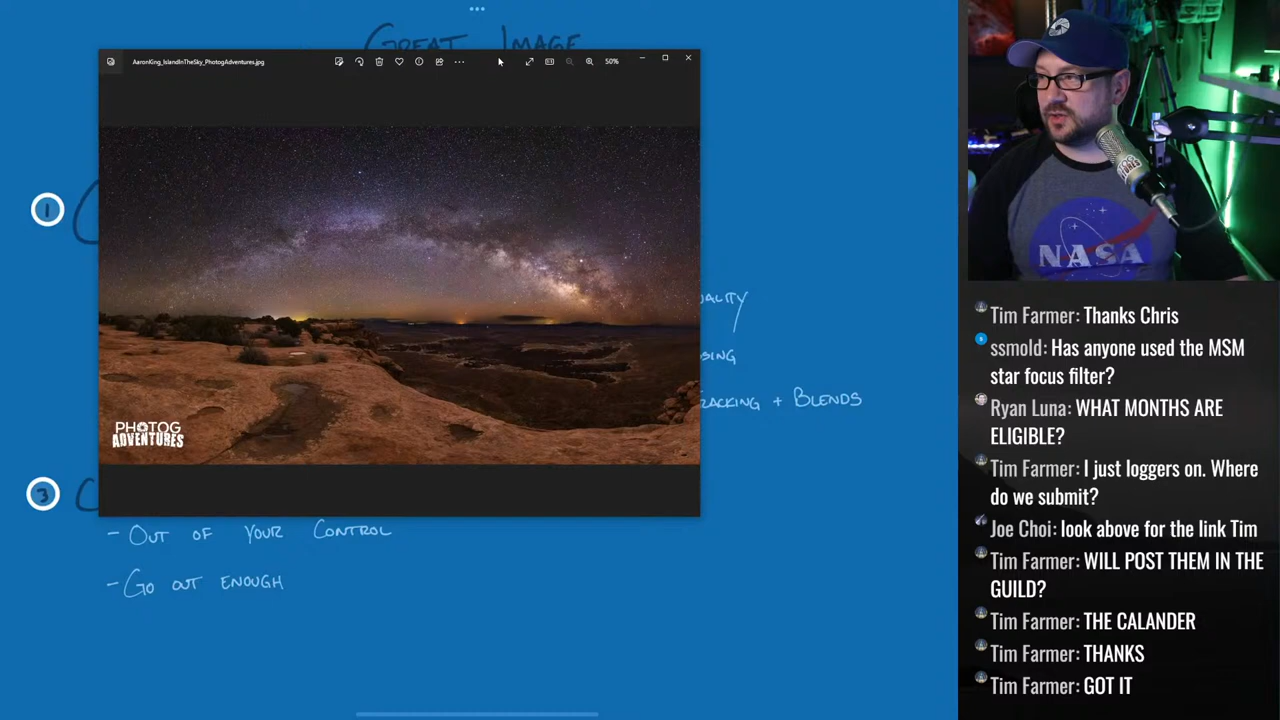 GREAT IMAGE
AaronKing_IslandInTheSky_PhotogAdventures.jpg
50%
1
PHOTOG
ADVENTURES
TRACKING + BLENDS
3
- OUT OF YOUR CONTROL
- GO OUT ENOUGH
NASA
Tim Farmer: Thanks Chris
ssmold: Has anyone used the MSM
star focus filter?
Ryan Luna: WHAT MONTHS ARE
ELIGIBLE?
Tim Farmer: I just loggers on. Where
do we submit?
Joe Choi: look above for the link Tim
Tim Farmer: WILL POST THEM IN THE
GUILD?
Tim Farmer: THE CALANDER
Tim Farmer: THANKS
Tim Farmer: GOT IT